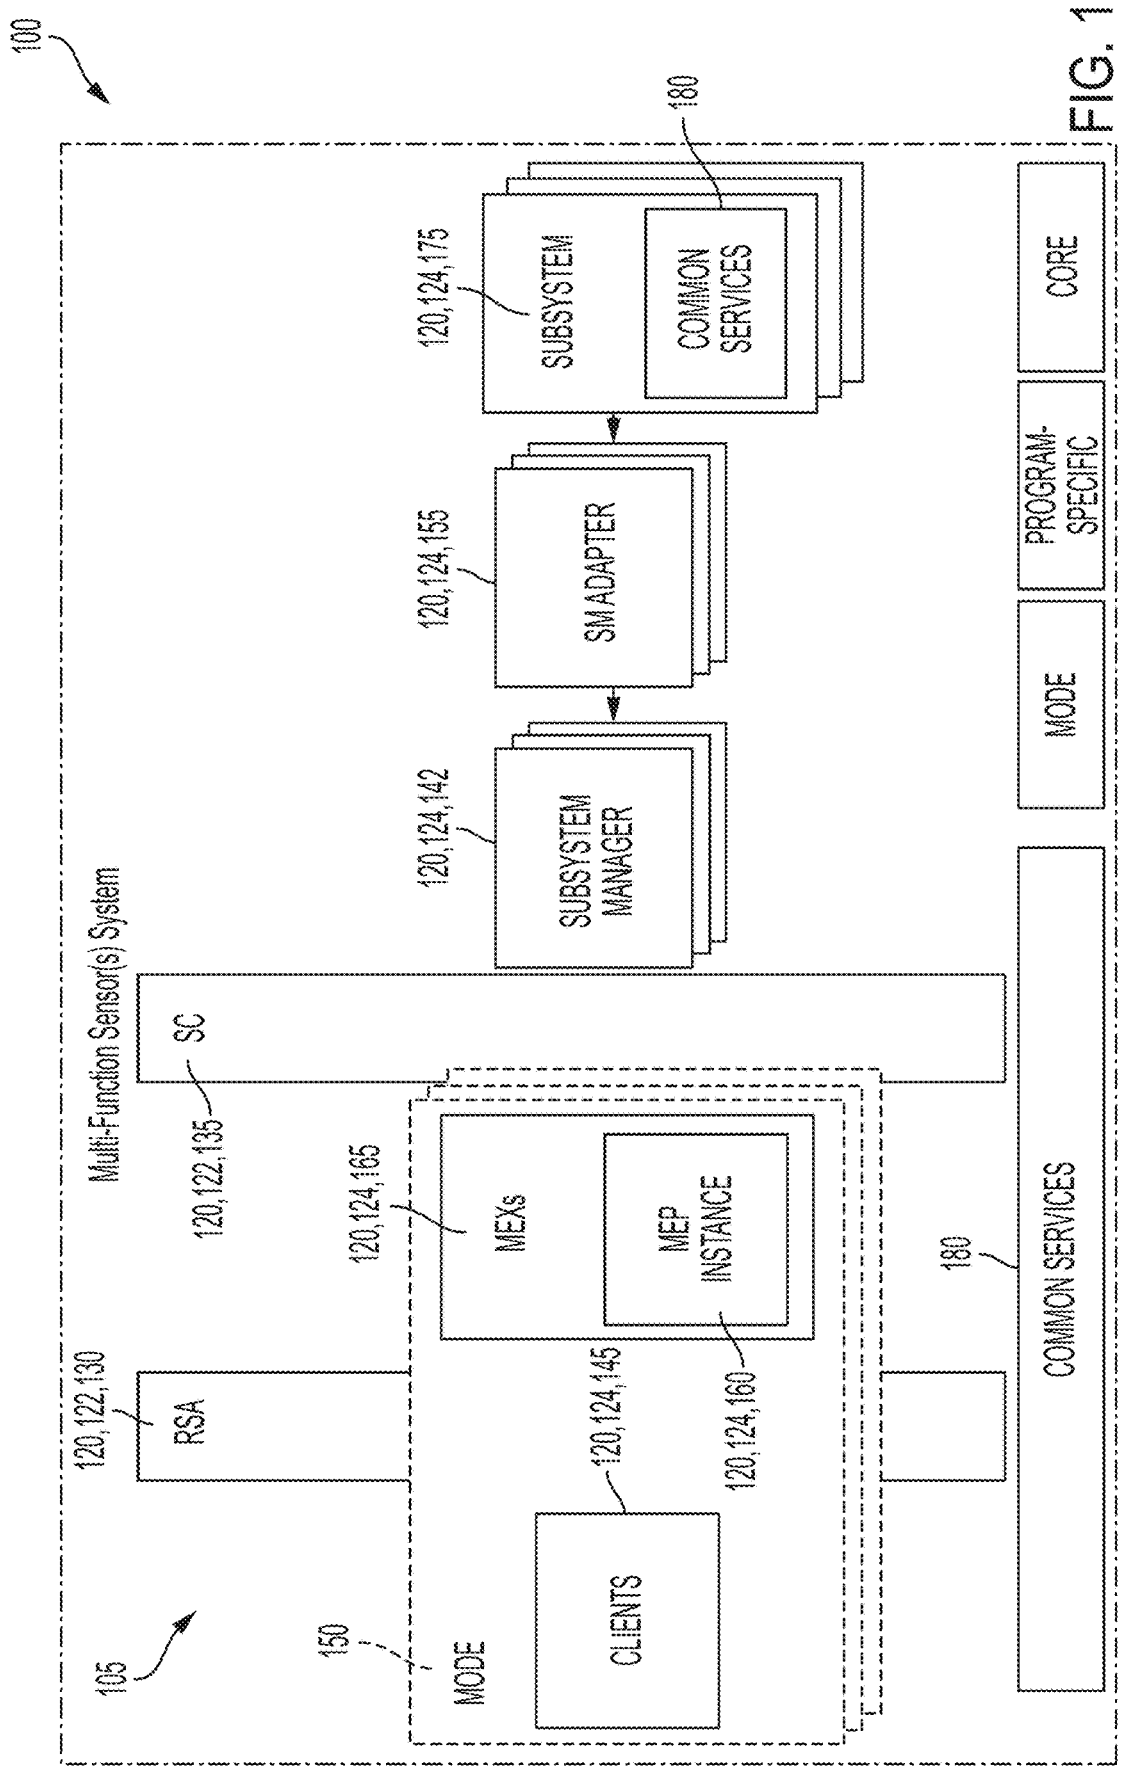 100
105
Multi-Function Sensor(s) System
120,122,130
RSA
120,122,135
SC
150
MODE
CLIENTS
120,124,145
120,124,165
MEXs
MEP
INSTANCE
120,124,160
120,124,142
SUBSYSTEM
MANAGER
120,124,155
SM ADAPTER
120,124,175
SUBSYSTEM
COMMON
SERVICES
180
180
COMMON SERVICES
MODE
PROGRAM-
SPECIFIC
CORE
FIG. 1